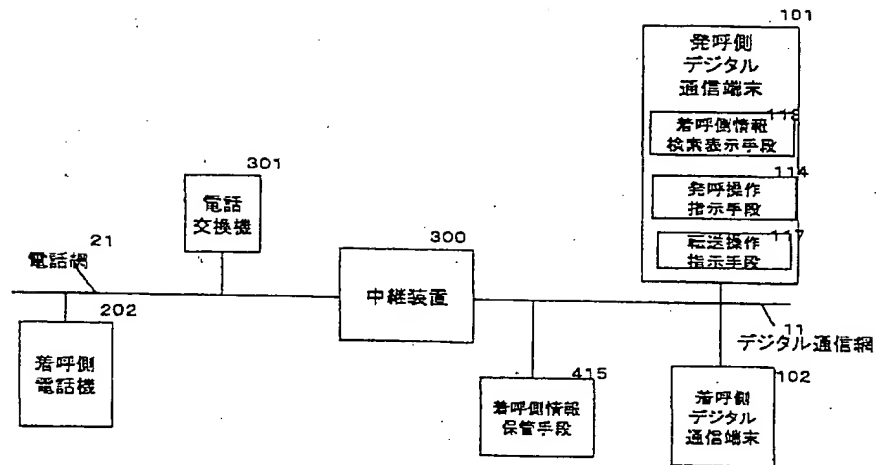 101
発呼側
デジタル
通信端末
118
着呼側情報
検索表示手段
114
発呼操作
指示手段
117
転送操作
指示手段
301
電話
交換機
21
電話網
300
中継装置
202
着呼側
電話機
11
デジタル通信網
415
着呼側情報
保管手段
102
着呼側
デジタル
通信端末